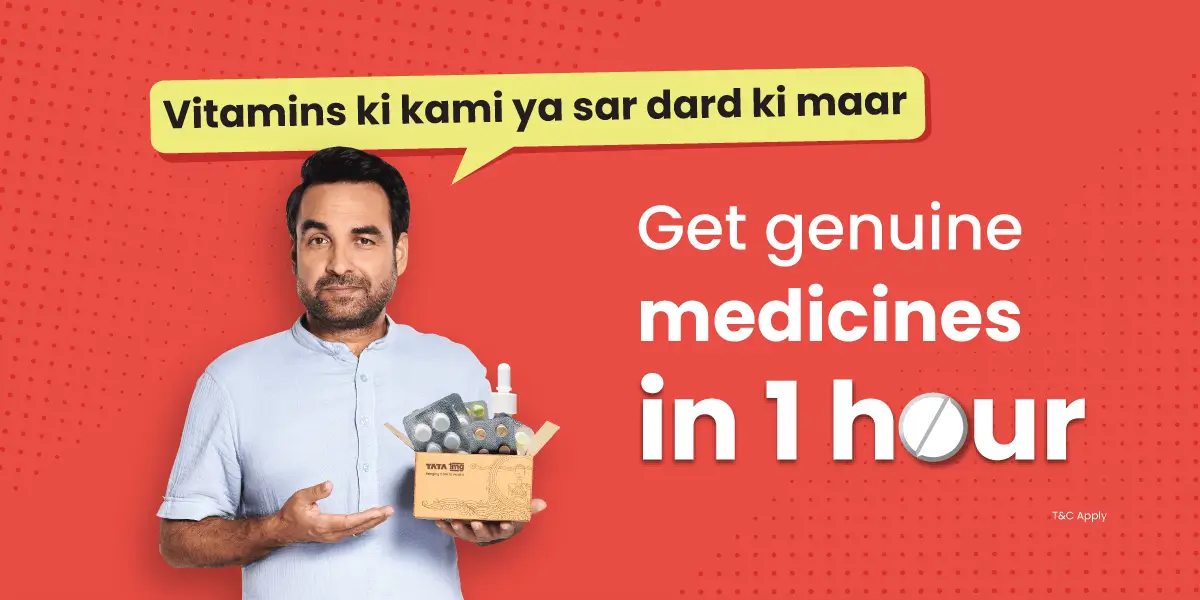 Vitamins ki kami ya sar dard ki maar
Get genuine
medicines
in 1 hour
TATA 1mg
T&C Apply